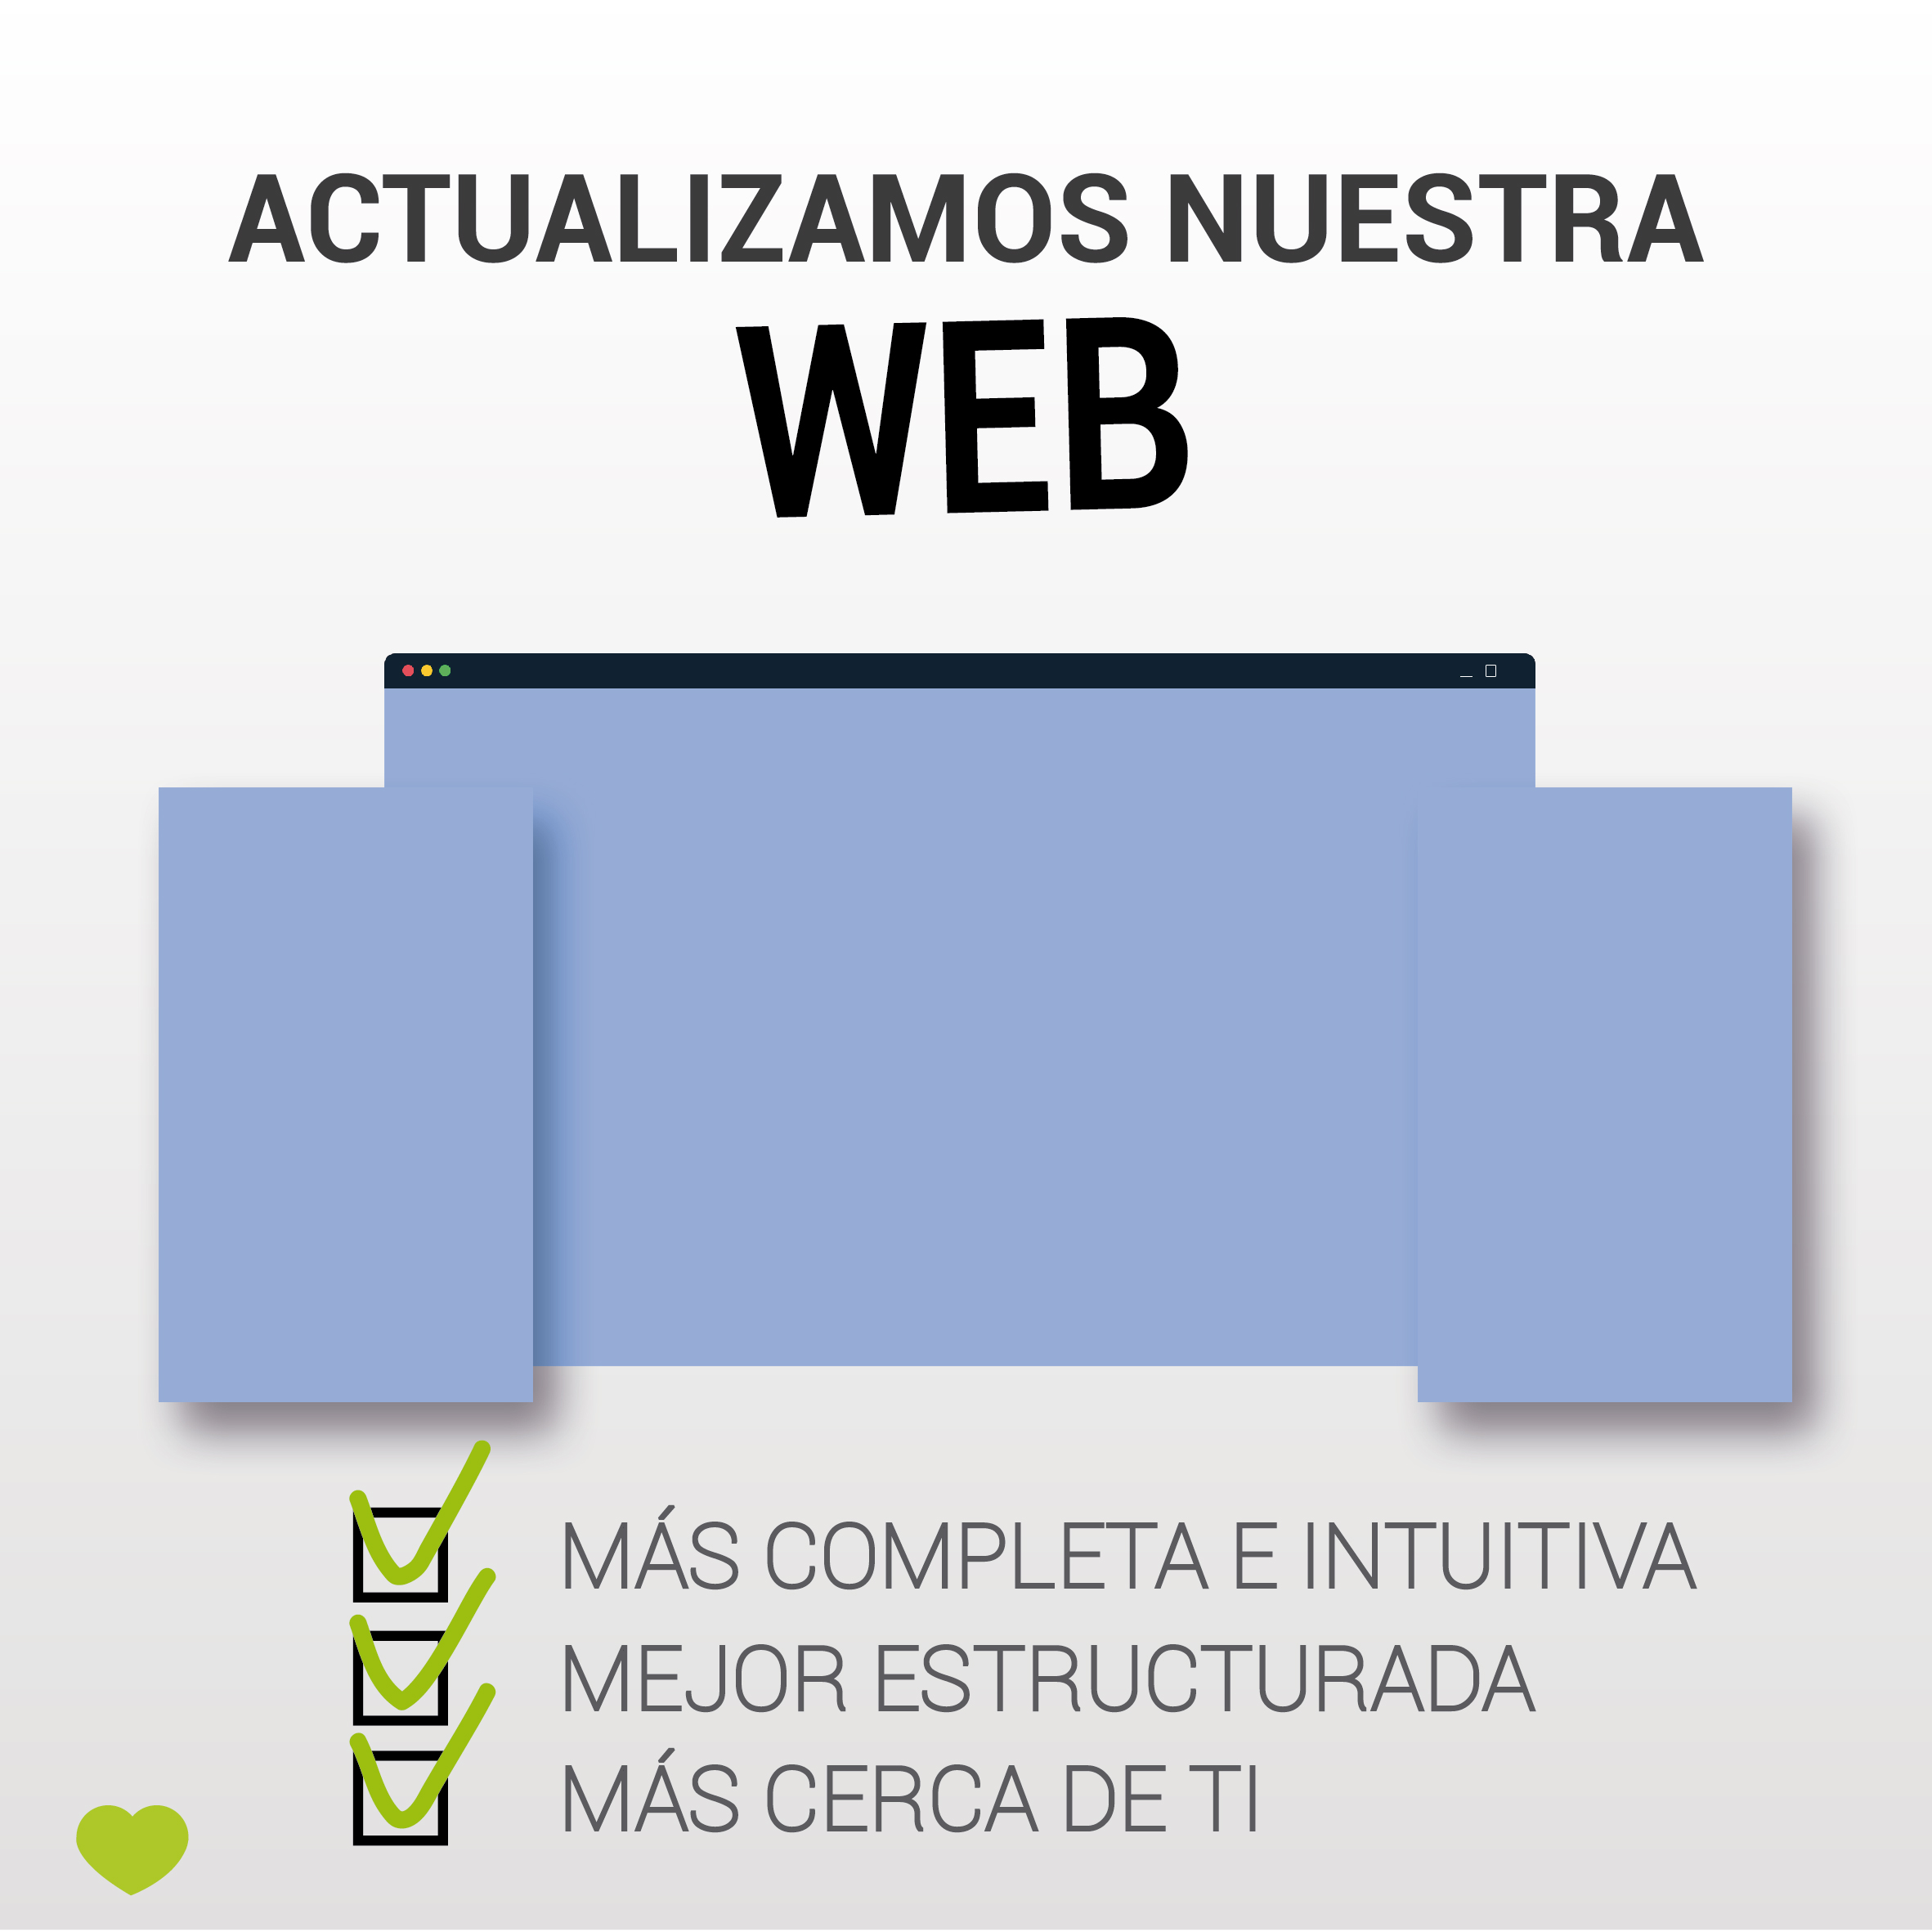 ACTUALIZAMOS NUESTRA
WEB
MÁS COMPLETA E INTUITIVA
MEJOR ESTRUCTURADA
MÁS CERCA DE TI